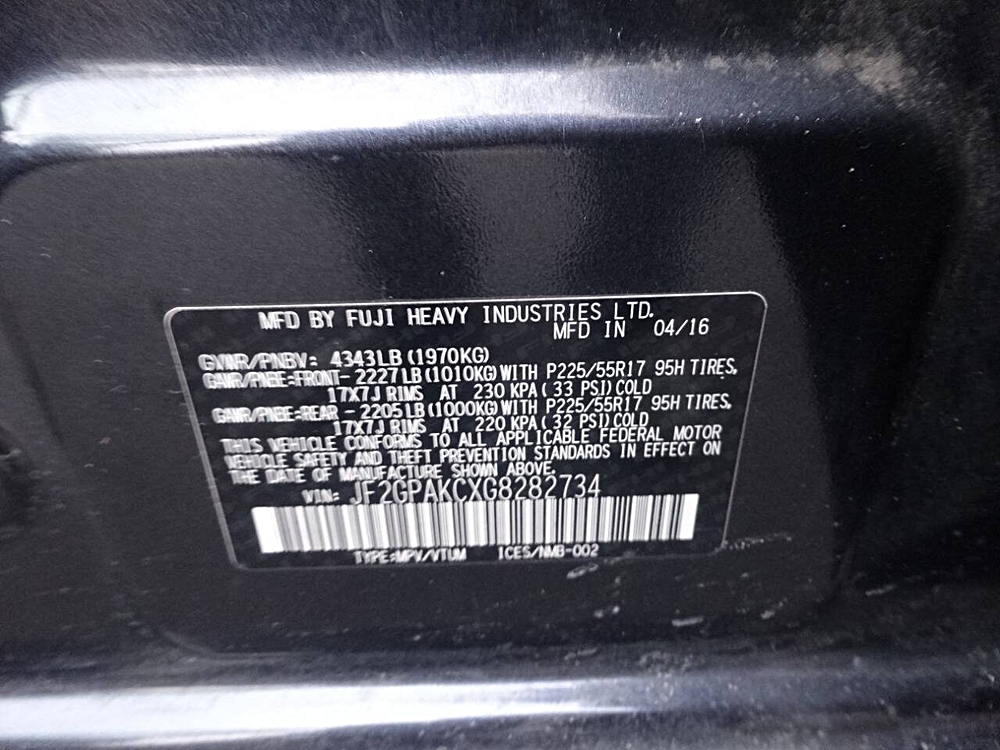 MFD BY FUJI HEAVY INDUSTRIES LTD.
MFD IN 04/16
GVWR/PNBV: 4343LB (1970KG)
GAWR/PNBE:FRONT- 2227LB (1010KG) WITH P225/55R17 95H TIRES,
17X7J RIMS AT 230 KPA ( 33 PSI) COLD
GAWR/PNBE:REAR - 2205LB (1000KG) WITH P225/55R17 95H TIRES,
17X7J RIMS AT 220 KPA ( 32 PSI) COLD
THIS VEHICLE CONFORMS TO ALL APPLICABLE FEDERAL MOTOR
VEHICLE SAFETY AND THEFT PREVENTION STANDARDS IN EFFECT ON
THE DATE OF MANUFACTURE SHOWN ABOVE.
VIN: JF2GPAKCXG8282734
TYPE:MPV/VTUM ICES/NMB-002